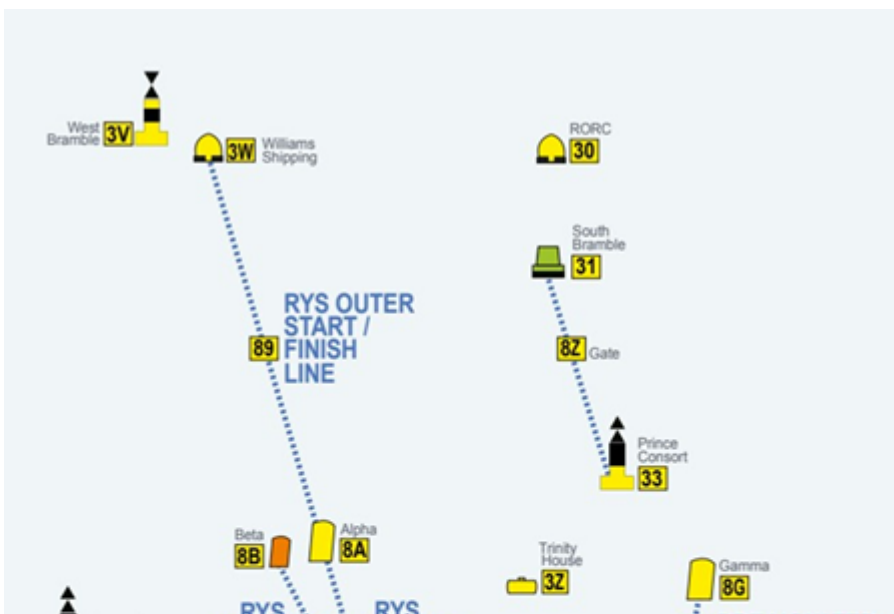 West
Bramble
3V
3W
Williams
Shipping
RORC
30
South
Bramble
31
RYS OUTER
START /
FINISH
LINE
89
8Z
Gate
Prince
Consort
33
Beta
8B
Alpha
8A
Trinity
House
3Z
Gamma
8G
RYS
RYS